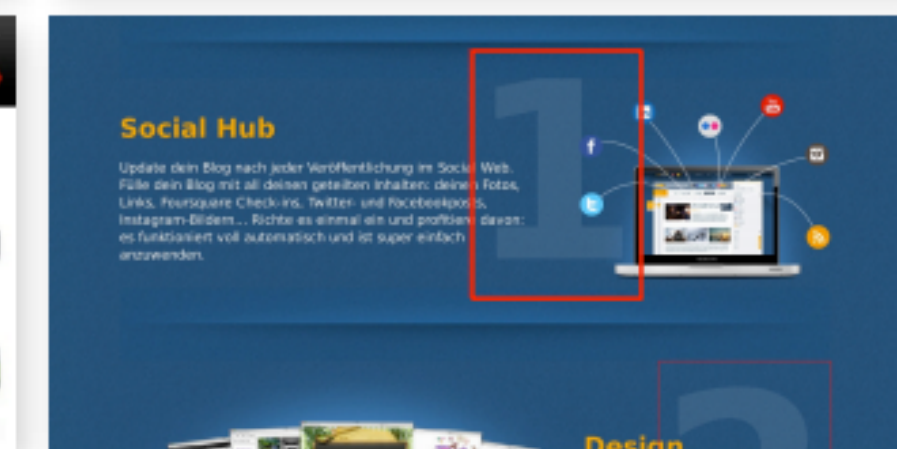 1
Social Hub
Update dein Blog nach jeder Veröffentlichung im Social Web.
Fülle dein Blog mit all deinen geteilten Inhalten: deinen Fotos,
Links, Foursquare Check-ins, Twitter- und Facebookposts,
Instagram-Bildern... Richte es einmal ein und profitiere davon:
es funktioniert voll automatisch und ist super einfach
anzuwenden.
2
Design